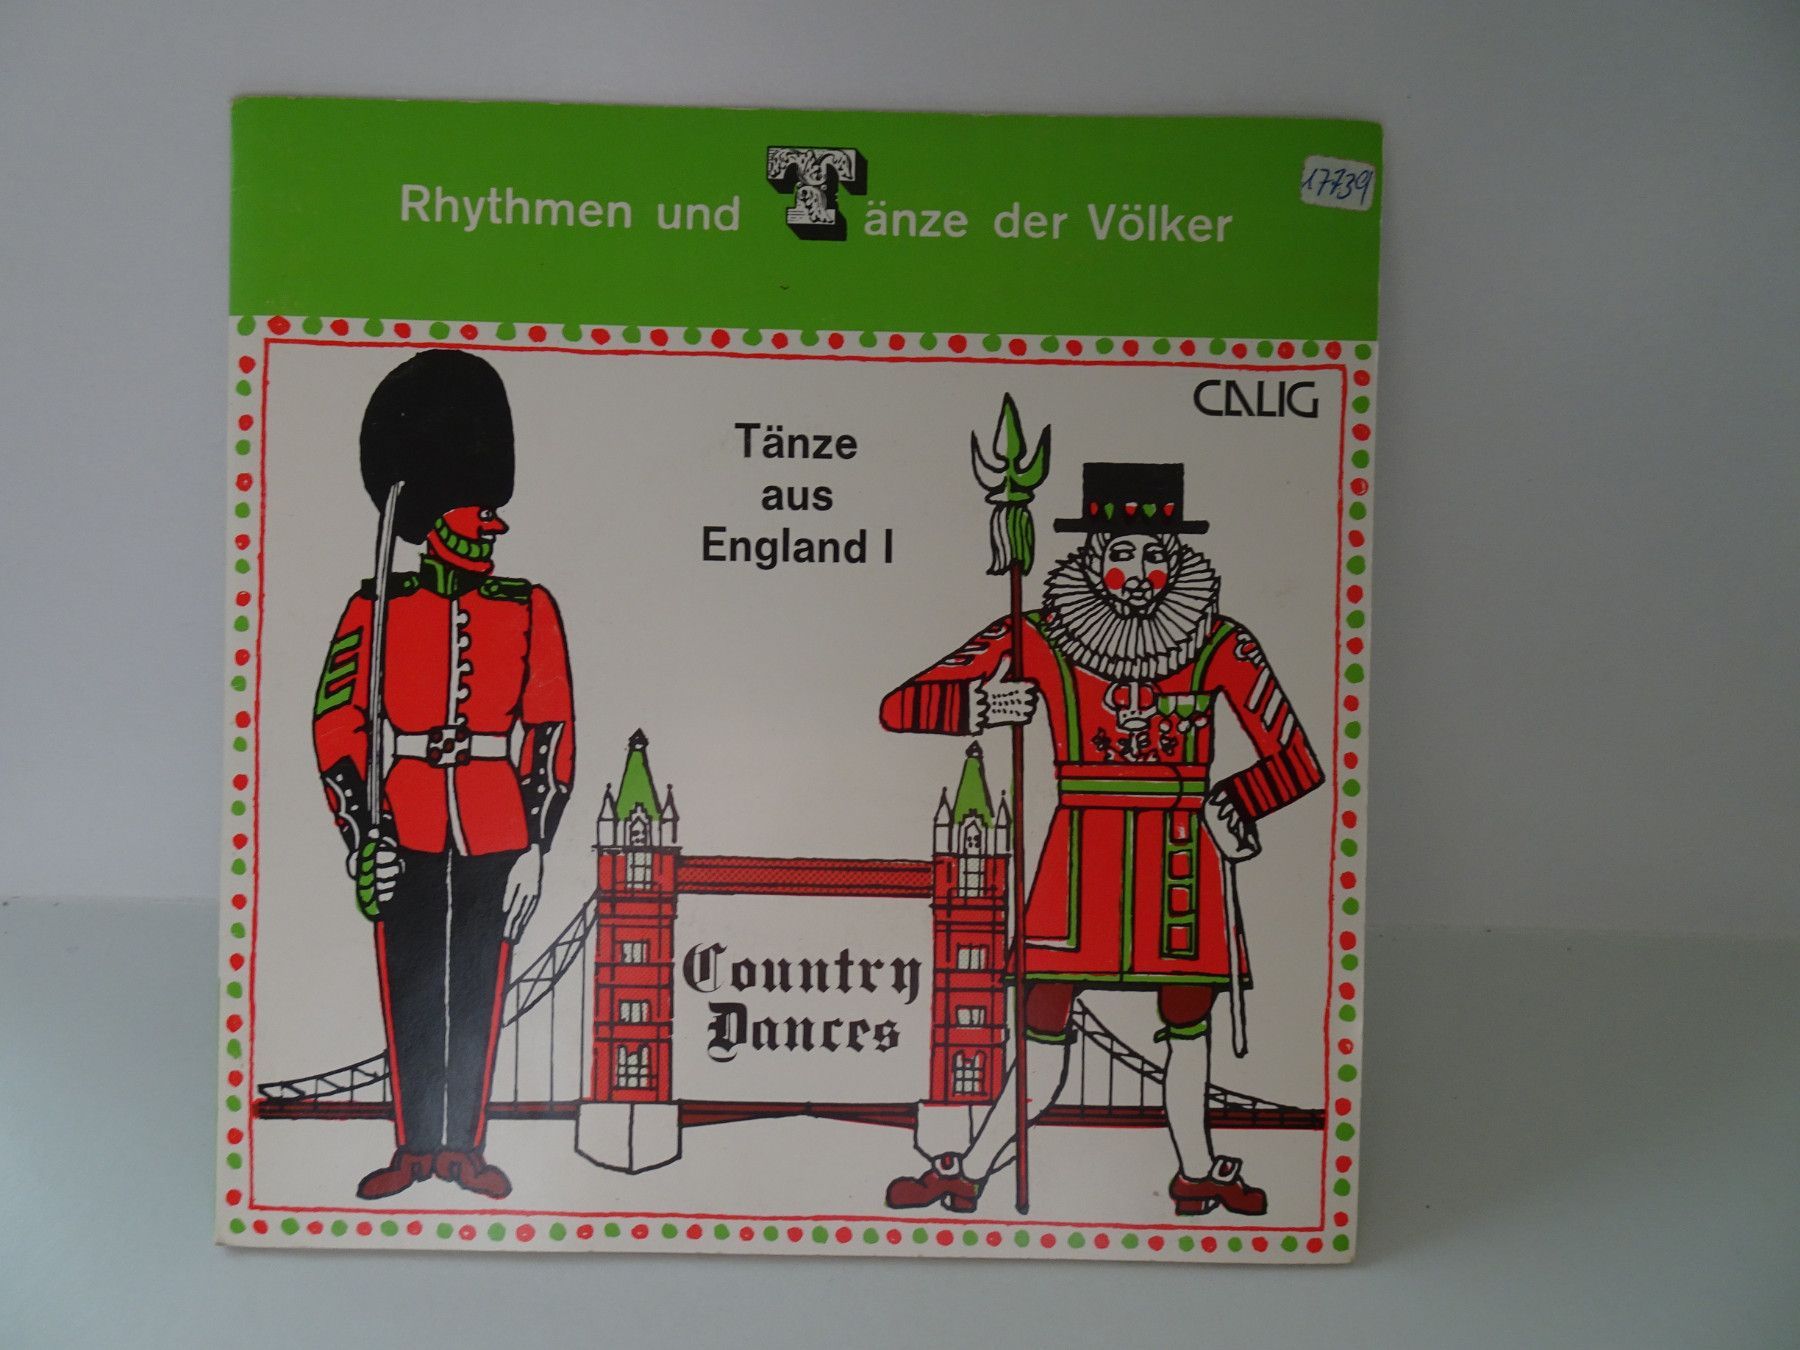 Rhythmen und Tänze der Völker
17739
CALIG
Tänze
aus
England I
Country
Dances